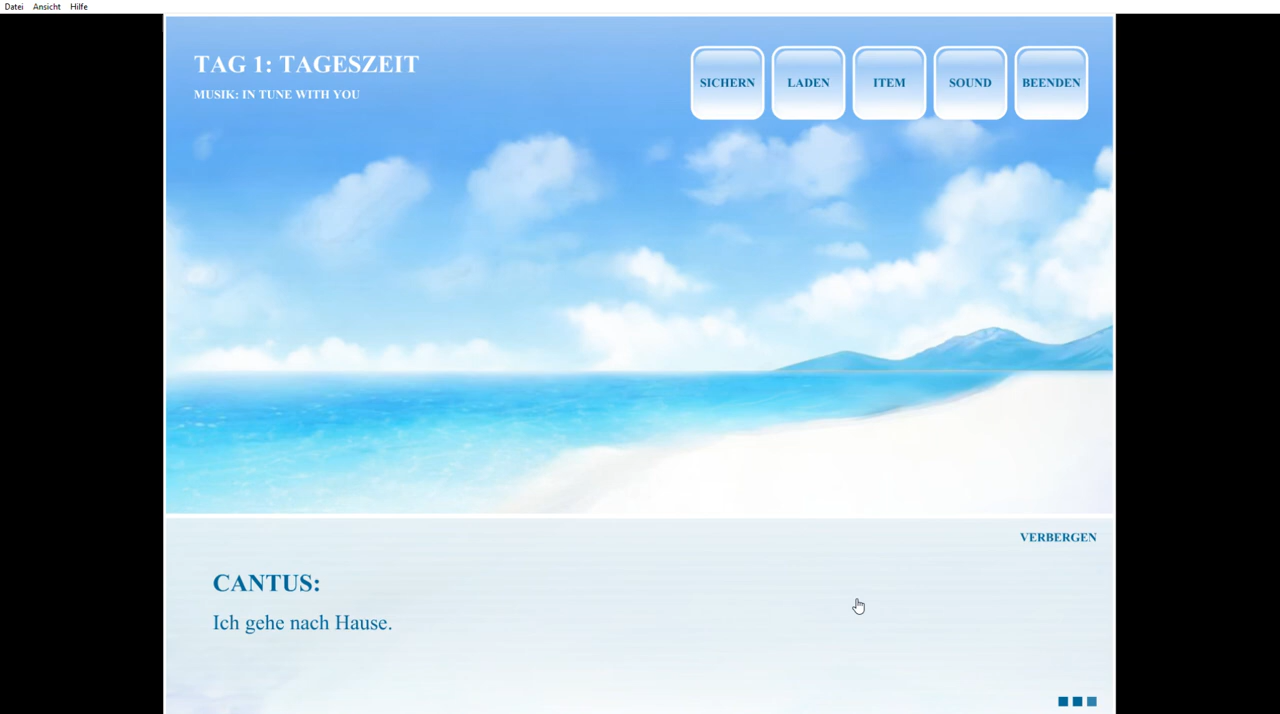 Datei Ansicht Hilfe
TAG 1: TAGESZEIT
MUSIK: IN TUNE WITH YOU
SICHERN LADEN ITEM SOUND BEENDEN
VERBERGEN
CANTUS:
Ich gehe nach Hause.